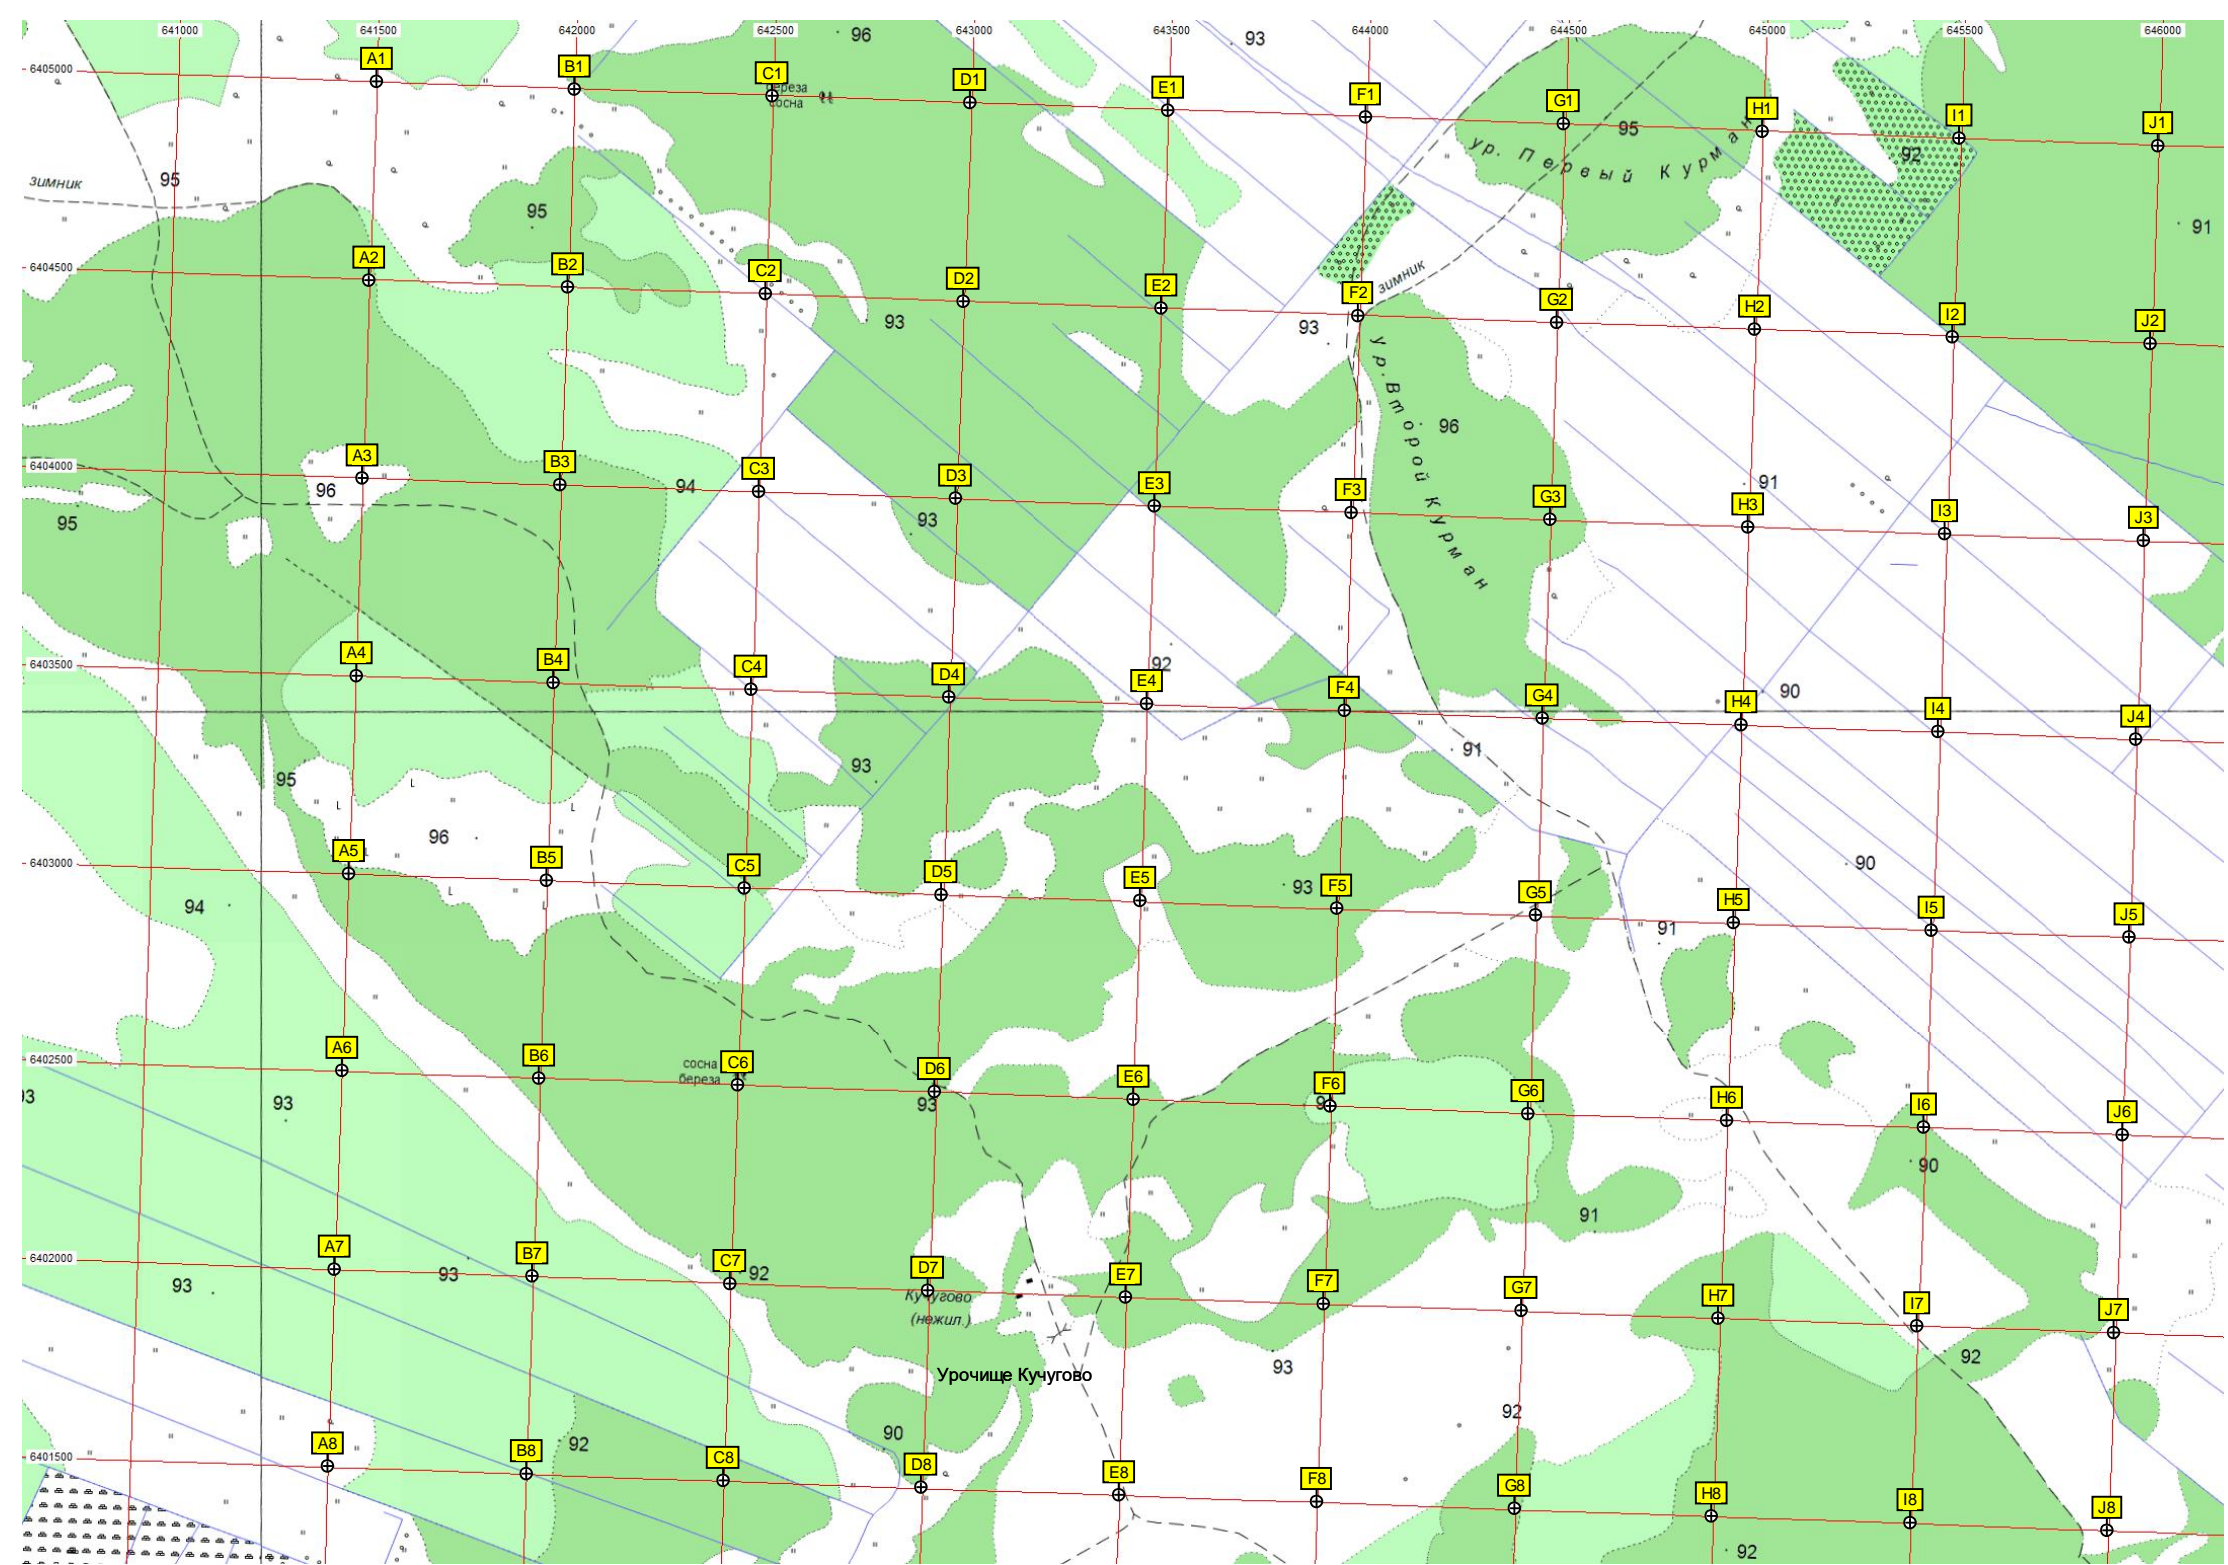 641000 641500 642000 642500 643000 643500 644000 644500 645000 645500 646000
96
93
6405000
A1 B1 C1 D1 E1 F1 G1 H1 I1 J1
береза
сосна
95
ур. Первый Курман
92
зимник
95
95
91
6404500
A2 B2 C2 D2 E2 F2 G2 H2 I2 J2
зимник
93
93
ур. Второй Курман
96
6404000
A3 B3 C3 D3 E3 F3 G3 H3 I3 J3
96
94
91
95
93
6403500
A4 B4 C4 D4 E4 F4 G4 H4 I4 J4
92
90
91
95
93
96
90
6403000
A5 B5 C5 D5 E5 F5 G5 H5 I5 J5
93
94
91
6402500
A6 B6 C6 D6 E6 F6 G6 H6 I6 J6
сосна
береза
93
93
93
90
91
6402000
A7 B7 C7 D7 E7 F7 G7 H7 I7 J7
93
93
92
Кучугово
(нежил.)
93
92
Урочище Кучугово
92
90
92
6401500
A8 B8 C8 D8 E8 F8 G8 H8 I8 J8
92